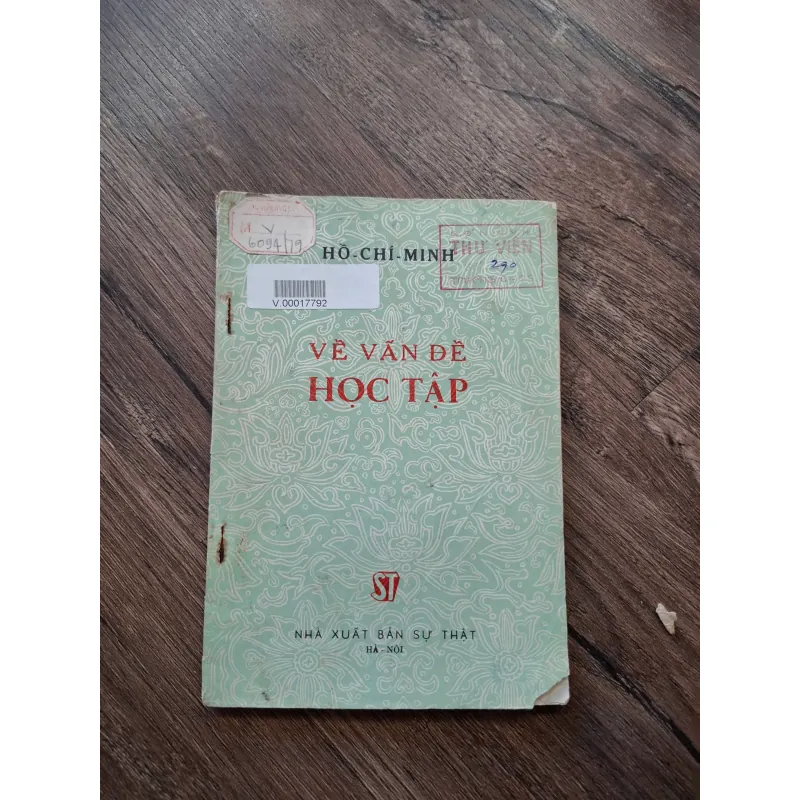 M V
6094/79
HỒ-CHÍ-MINH
THƯ VIỆN
290
V 00017792
VỀ VẤN ĐỀ
HỌC TẬP
ST
NHÀ XUẤT BẢN SỰ THẬT
HÀ-NỘI